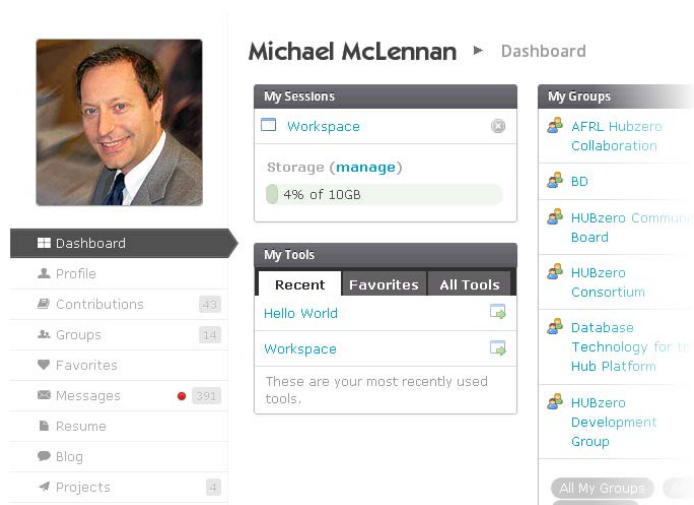 Michael McLennan ▸ Dashboard
My Sessions
Workspace
Storage (manage)
4% of 10GB
My Tools
Recent Favorites All Tools
Hello World
Workspace
These are your most recently used
tools.
My Groups
AFRL Hubzero
Collaboration
BD
HUBzero
Board
HUBzero
Consortium
Database
Technology for
Hub Platform
HUBzero
Development
Group
All My Groups
Dashboard
Profile
Contributions 43
Groups 14
Favorites
Messages 391
Resume
Blog
Projects 4